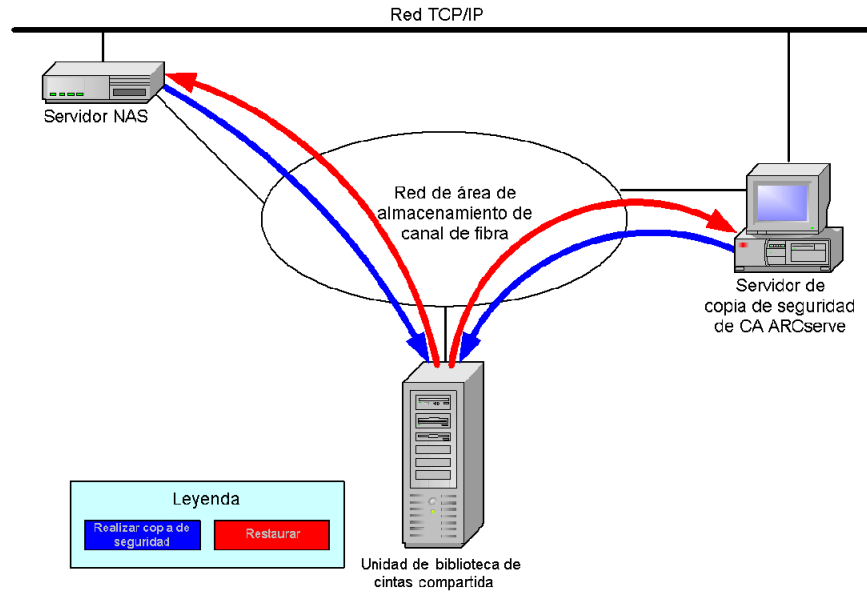 Red TCP/IP
Servidor NAS
Red de área de
almacenamiento de
canal de fibra
Servidor de
copia de seguridad
de CA ARCserve
Leyenda
Realizar copia de
seguridad
Restaurar
Unidad de biblioteca de
cintas compartida